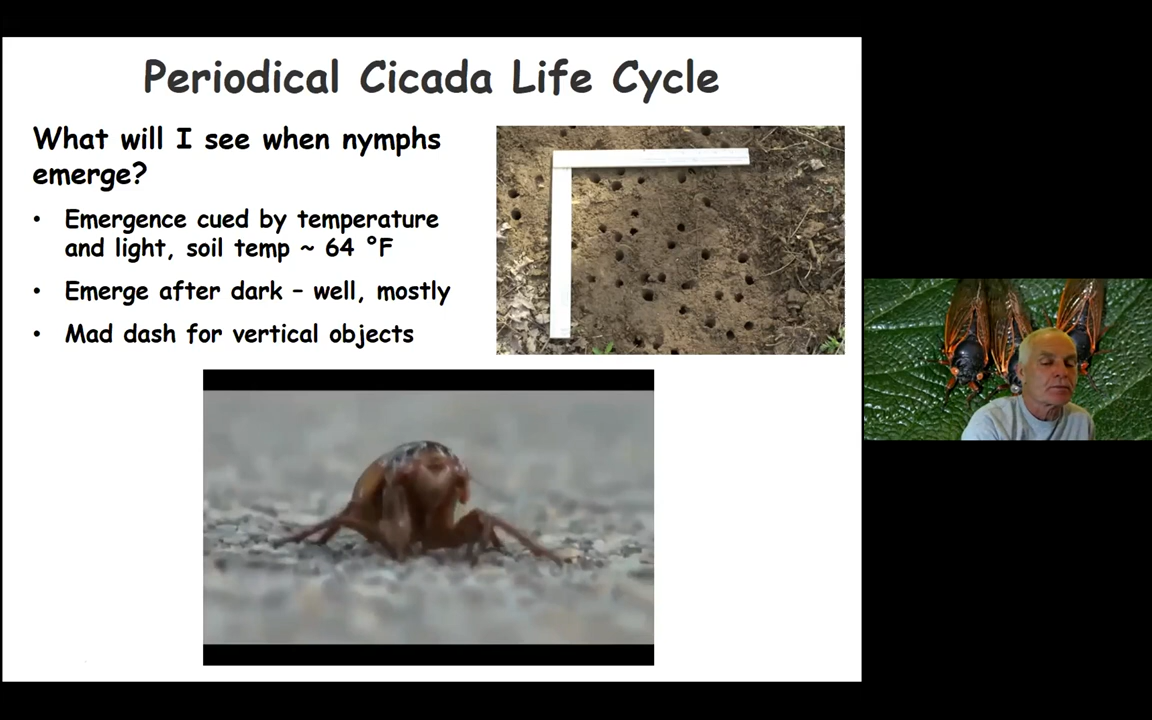 Periodical Cicada Life Cycle
What will I see when nymphs
emerge?
• Emergence cued by temperature
and light, soil temp ~ 64 °F
• Emerge after dark – well, mostly
• Mad dash for vertical objects